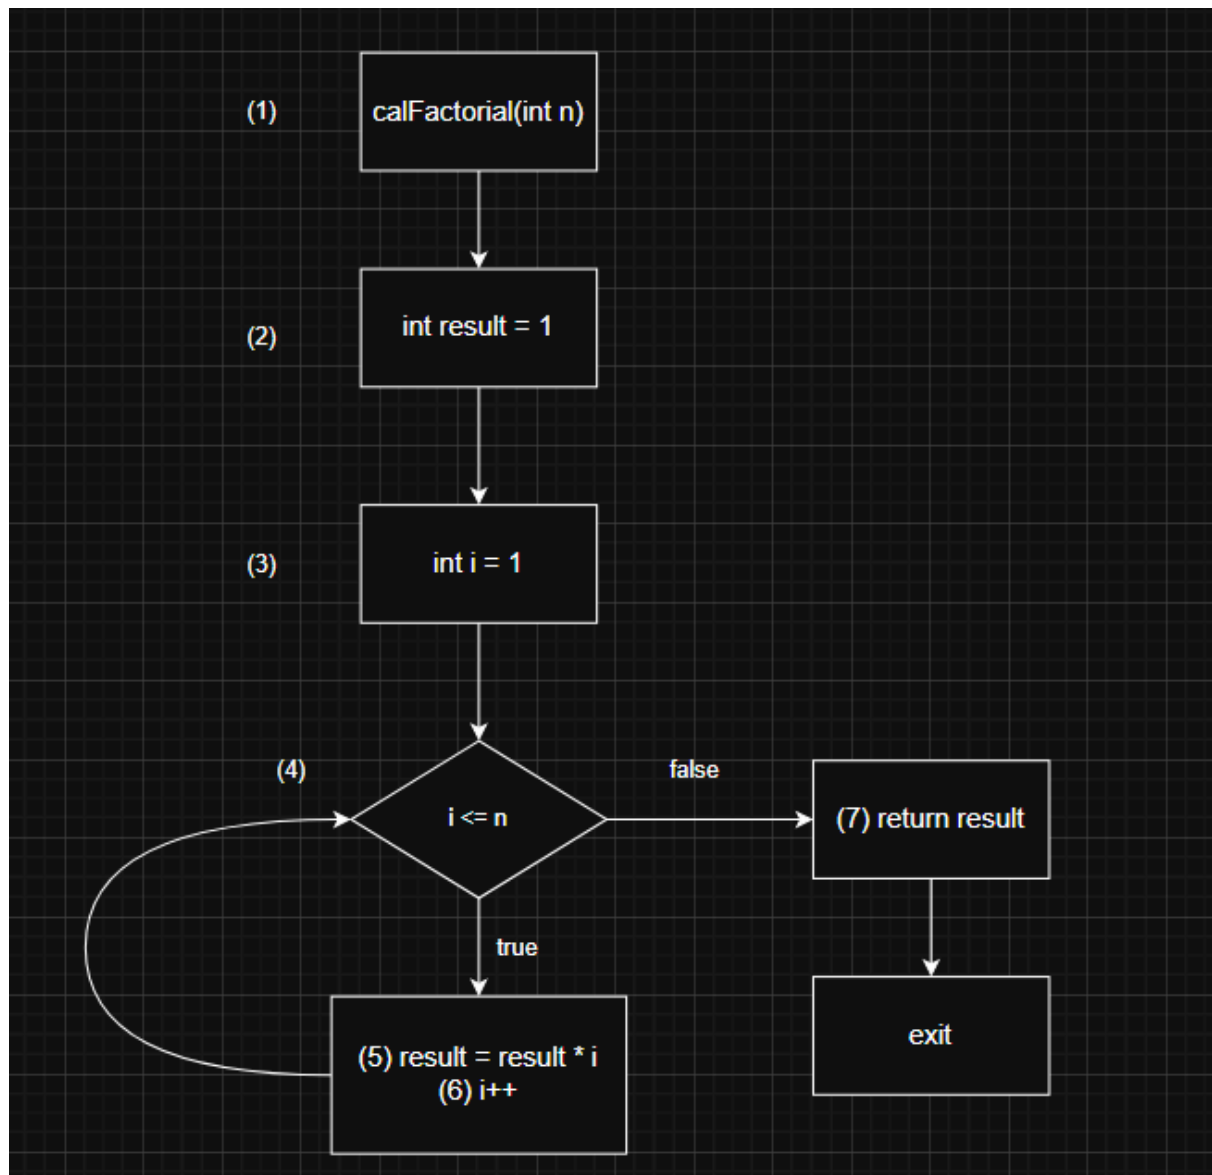 (1)
calFactorial(int n)
(2)
int result = 1
(3)
int i = 1
(4)
i <= n
false
(7) return result
true
(5) result = result * i
(6) i++
exit